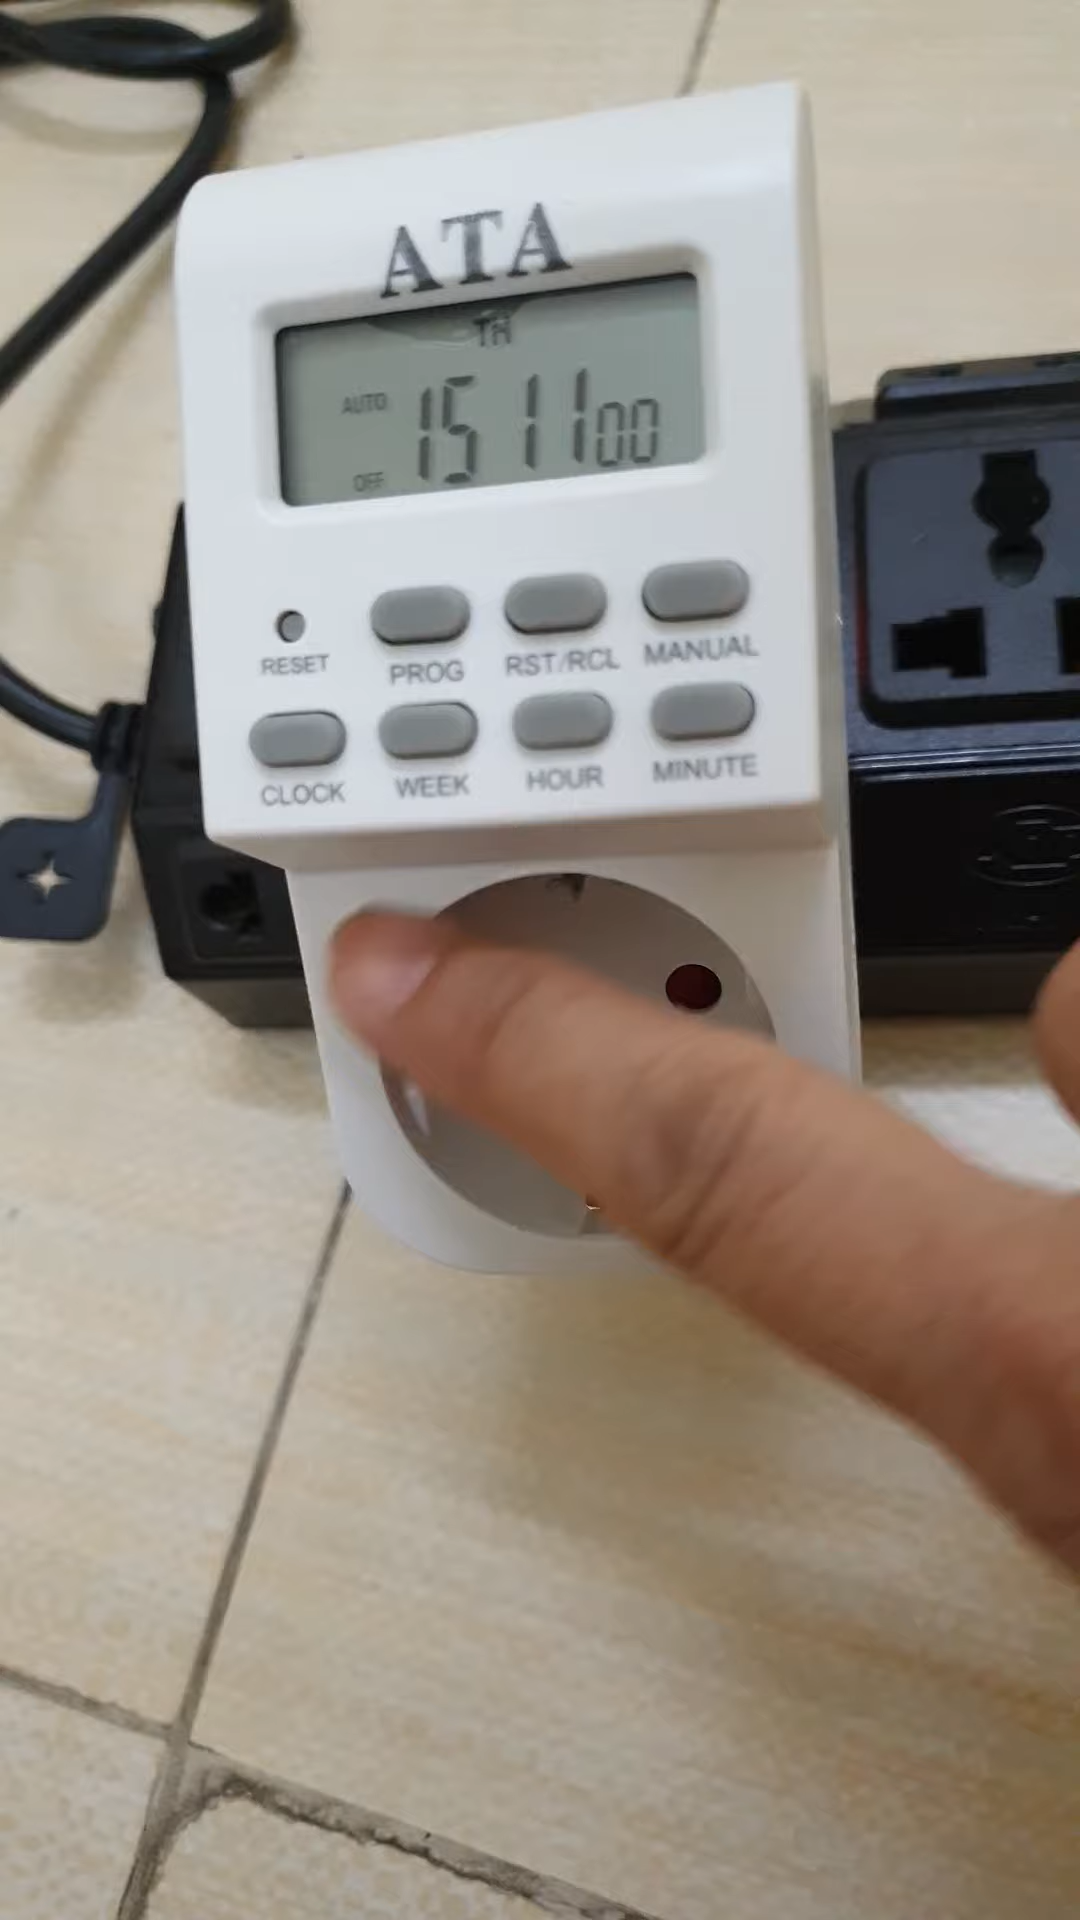 ATA
TH
AUTO
15 11 00
OFF
RESET
PROG
RST/RCL
MANUAL
CLOCK
WEEK
HOUR
MINUTE